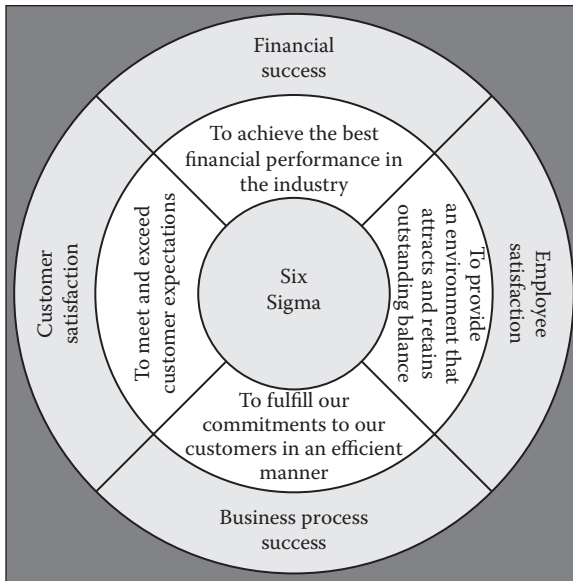 Financial
success
To achieve the best
financial performance in
the industry
Customer
satisfaction
To meet and exceed
customer expectations
Six
Sigma
To provide
an environment that
attracts and retains
outstanding balance
Employee
satisfaction
To fulfill our
commitments to our
customers in an efficient
manner
Business process
success